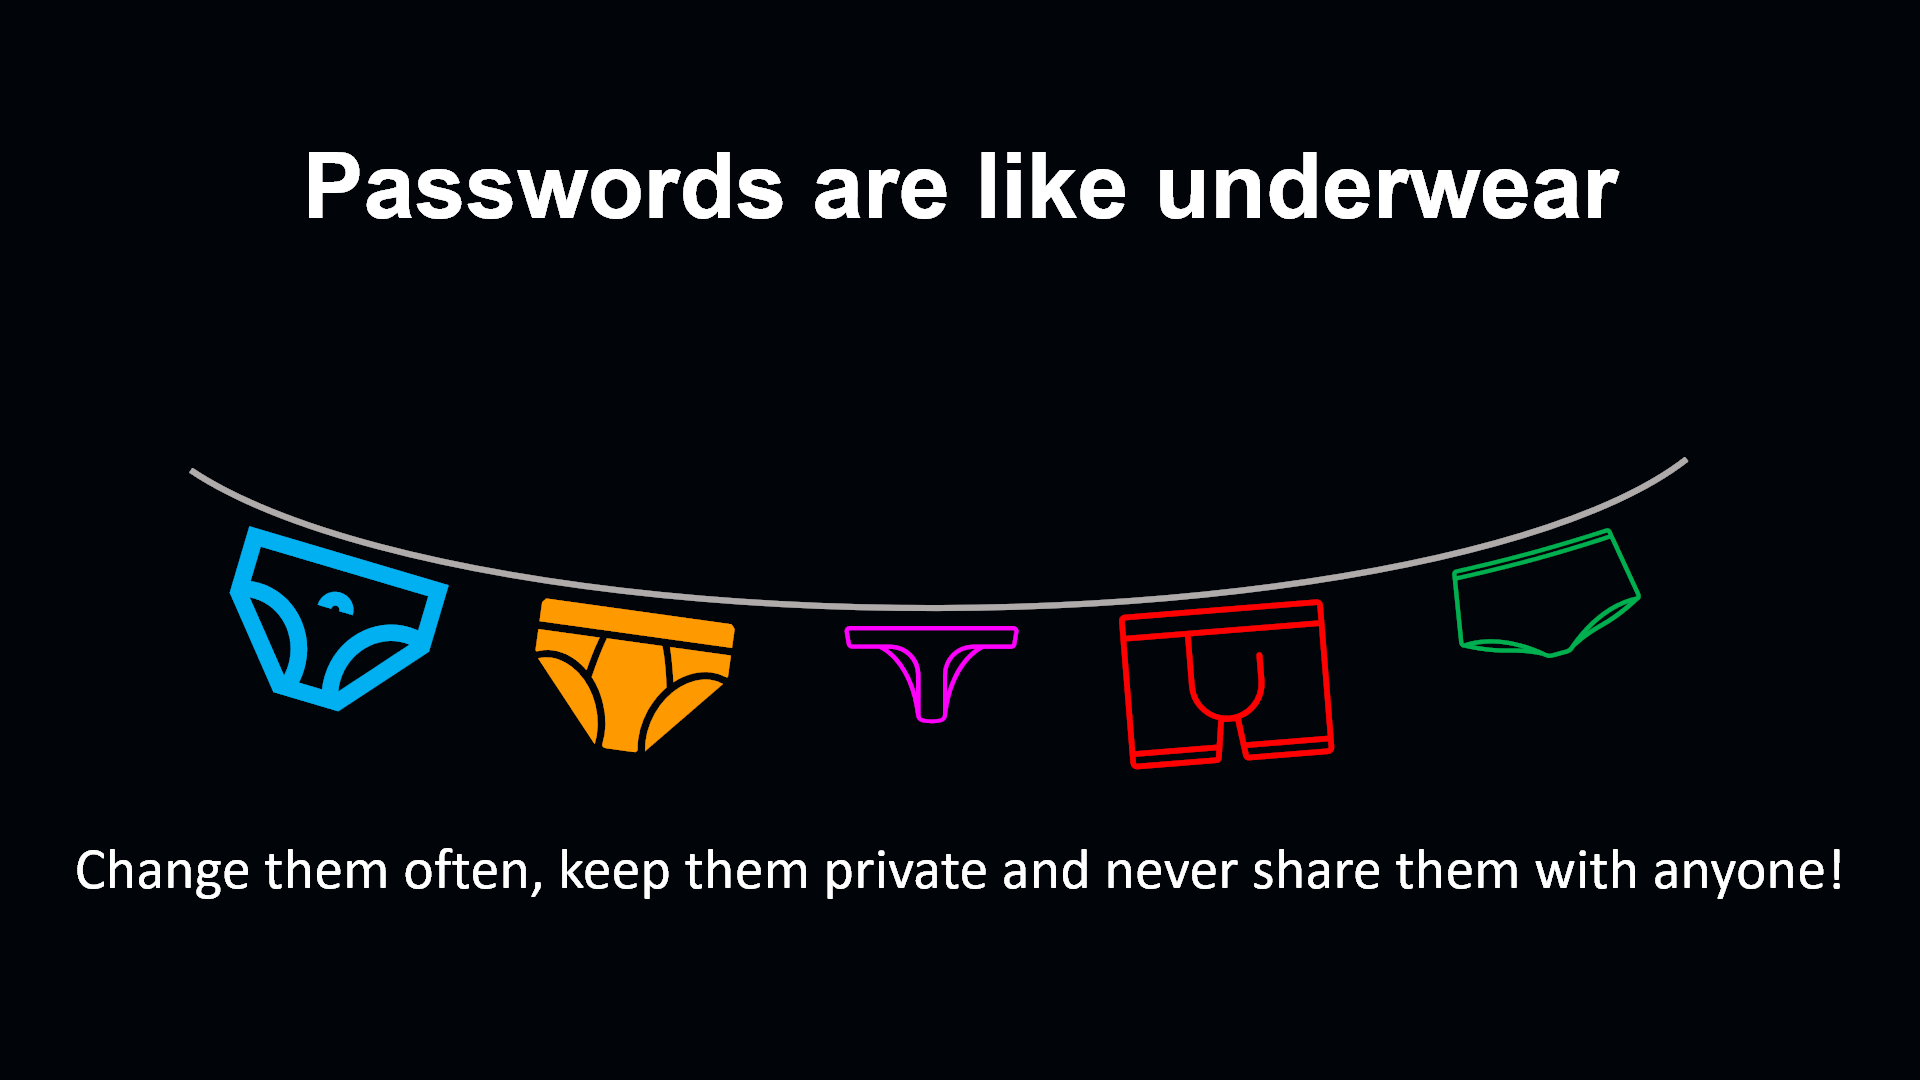 Passwords are like underwear
Change them often, keep them private and never share them with anyone!